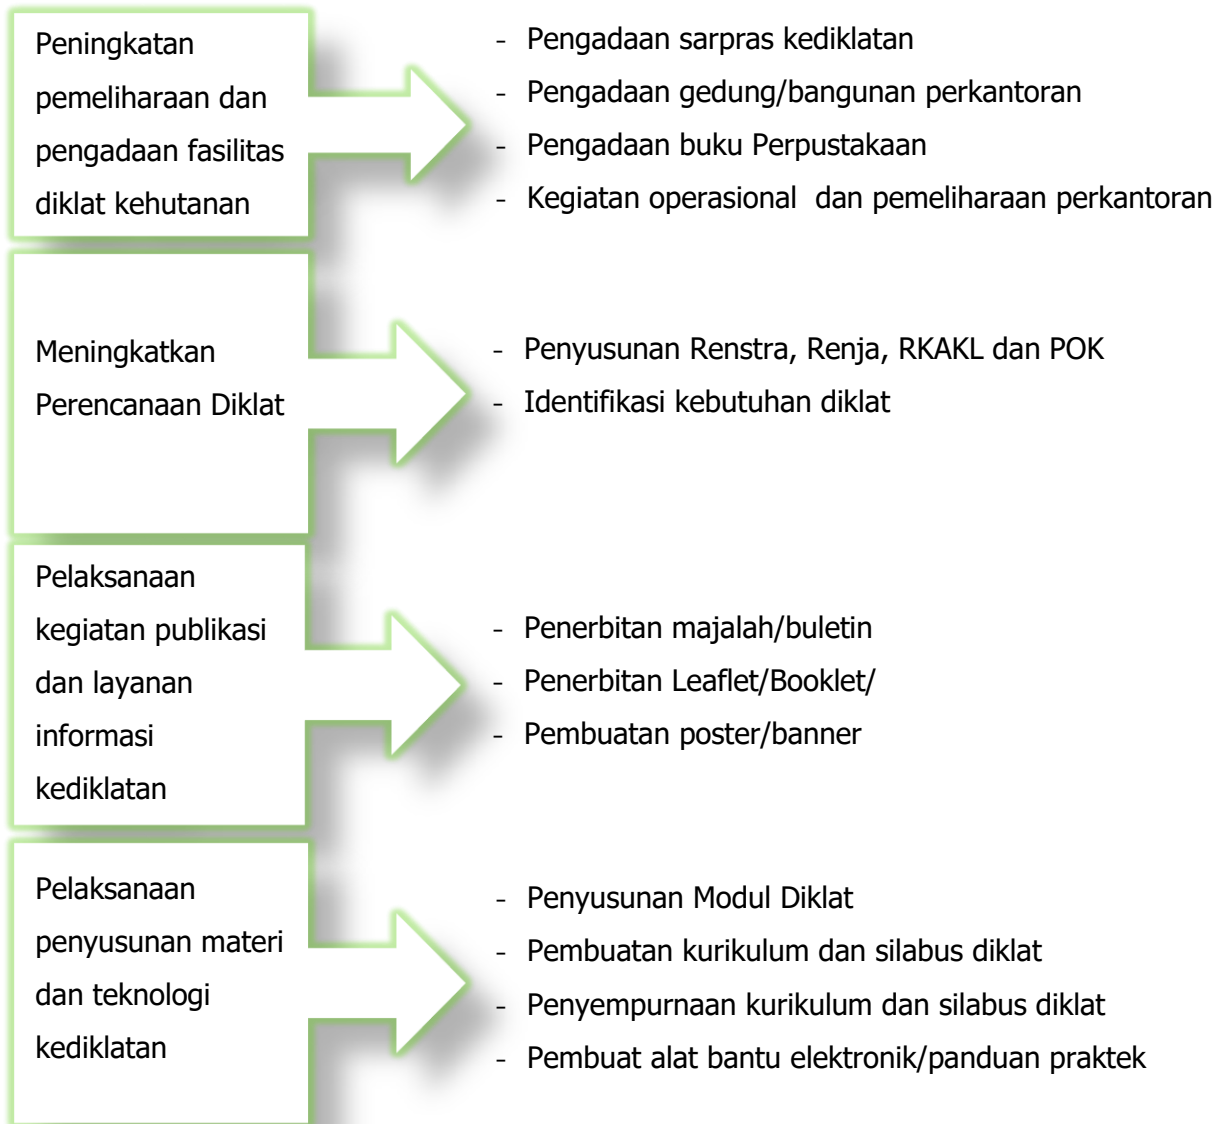 Peningkatan
pemeliharaan dan
pengadaan fasilitas
diklat kehutanan
- Pengadaan sarpras kediklatan
- Pengadaan gedung/bangunan perkantoran
- Pengadaan buku Perpustakaan
- Kegiatan operasional  dan pemeliharaan perkantoran
Meningkatkan
Perencanaan Diklat
- Penyusunan Renstra, Renja, RKAKL dan POK
- Identifikasi kebutuhan diklat
Pelaksanaan
kegiatan publikasi
dan layanan
informasi
kediklatan
- Penerbitan majalah/buletin
- Penerbitan Leaflet/Booklet/
- Pembuatan poster/banner
Pelaksanaan
penyusunan materi
dan teknologi
kediklatan
- Penyusunan Modul Diklat
- Pembuatan kurikulum dan silabus diklat
- Penyempurnaan kurikulum dan silabus diklat
- Pembuat alat bantu elektronik/panduan praktek